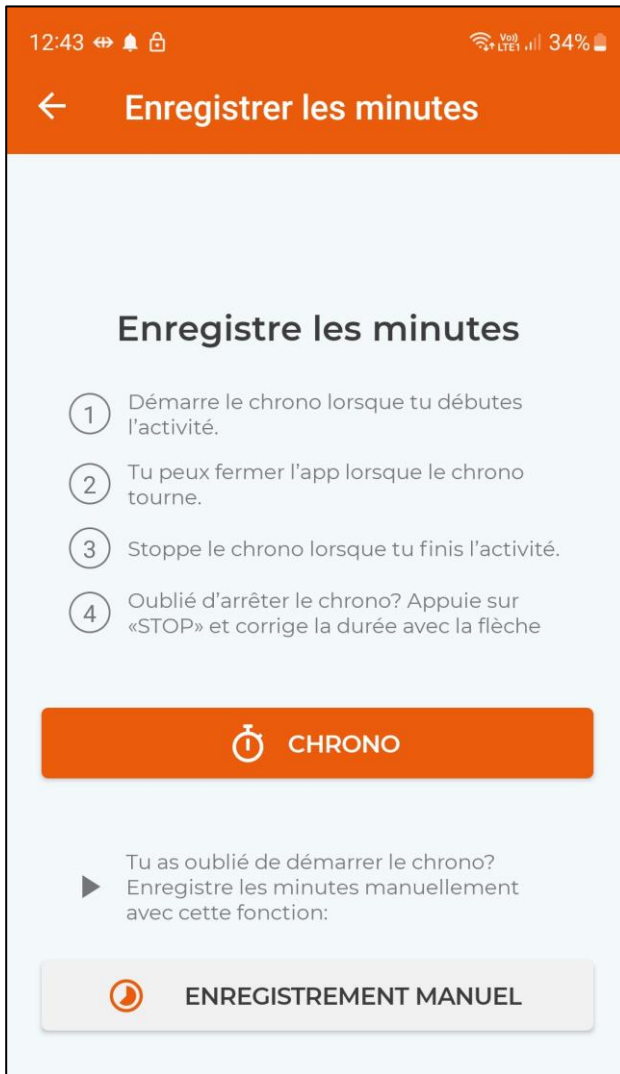 12:43
Vo)) LTE1 34%
Enregistrer les minutes
Enregistre les minutes
1 Démarre le chrono lorsque tu débutes
l'activité.
2 Tu peux fermer l'app lorsque le chrono
tourne.
3 Stoppe le chrono lorsque tu finis l'activité.
4 Oublié d'arrêter le chrono? Appuie sur
«STOP» et corrige la durée avec la flèche
CHRONO
Tu as oublié de démarrer le chrono?
Enregistre les minutes manuellement
avec cette fonction:
ENREGISTREMENT MANUEL